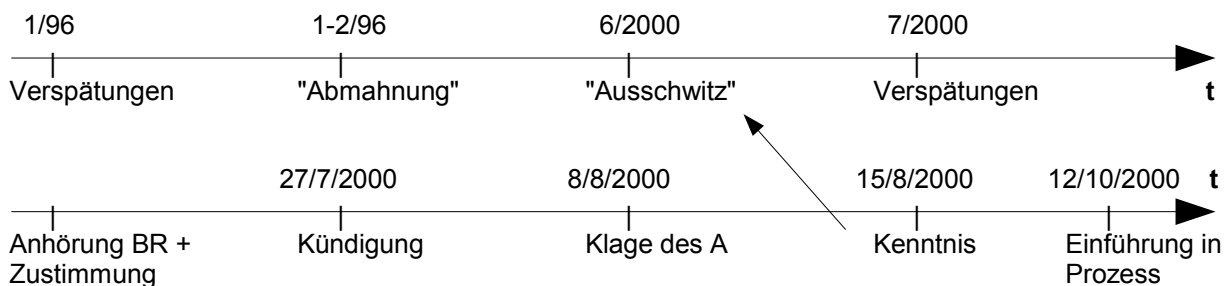 1/96 1-2/96 6/2000 7/2000
Verspätungen "Abmahnung" "Ausschwitz" Verspätungen t
27/7/2000 8/8/2000 15/8/2000 12/10/2000 t
Anhörung BR + Kündigung Klage des A Kenntnis Einführung in
Zustimmung Prozess